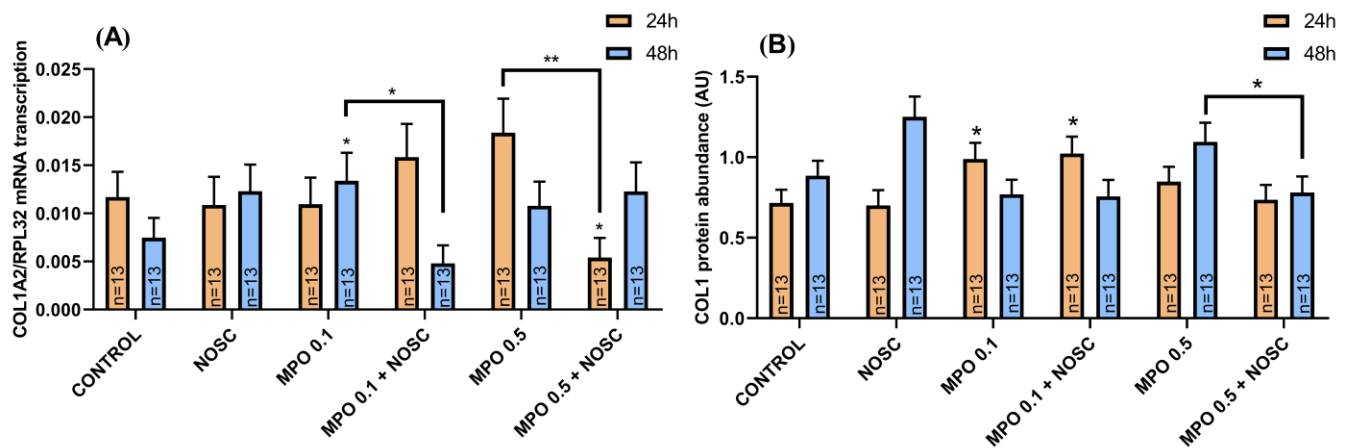 (A)
24h
48h
COL1A2/RPL32 mRNA transcription
0.025
0.020
0.015
0.010
0.005
0.000
*
*
**
*
n=13
n=13
n=13
n=13
n=13
n=13
n=13
n=13
n=13
n=13
n=13
n=13
CONTROL
NOSC
MPO 0.1
MPO 0.1 + NOSC
MPO 0.5
MPO 0.5 + NOSC
(B)
24h
48h
COL1 protein abundance (AU)
1.5
1.0
0.5
0.0
*
*
*
n=13
n=13
n=13
n=13
n=13
n=13
n=13
n=13
n=13
n=13
n=13
n=13
CONTROL
NOSC
MPO 0.1
MPO 0.1 + NOSC
MPO 0.5
MPO 0.5 + NOSC